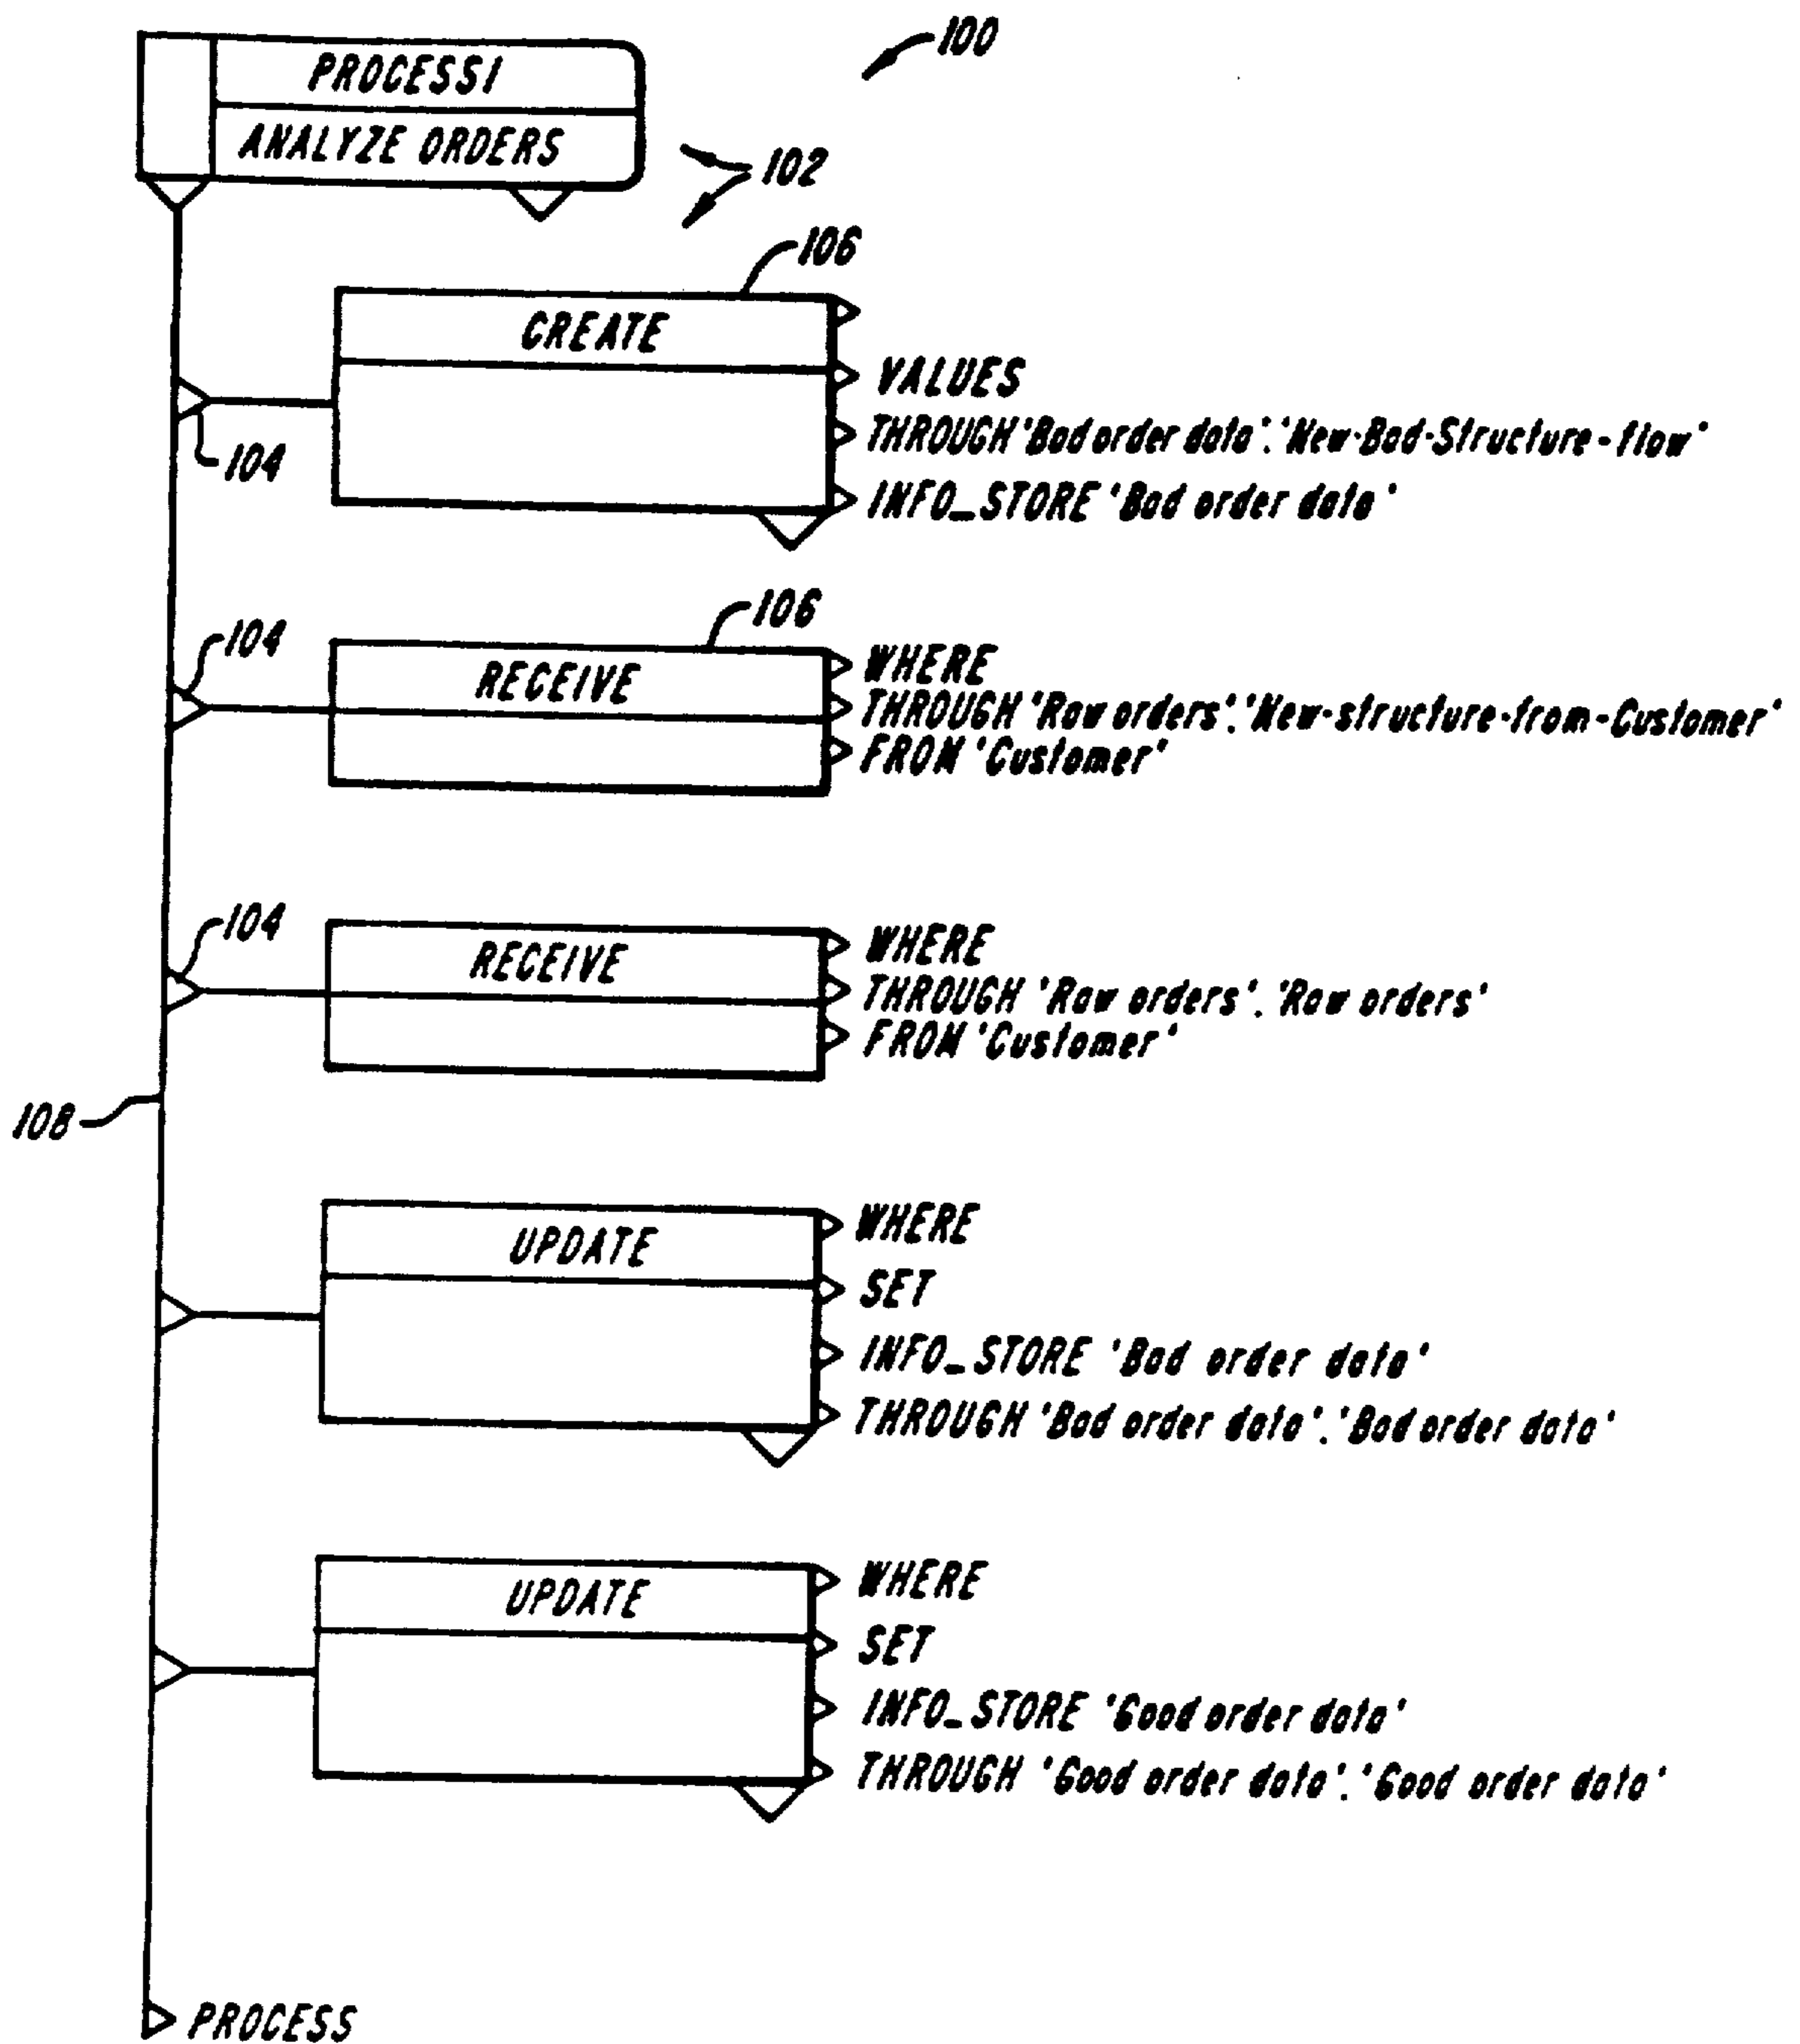 100
PROCESS1
ANALYZE ORDERS
102
106
CREATE
VALUES
THROUGH 'Bad order data'.'New-Bad-Structure-flow'
104
INFO_STORE 'Bad order data'
106
104
RECEIVE
WHERE
THROUGH 'Raw orders'.'New-structure-from-Customer'
FROM 'Customer'
104
RECEIVE
WHERE
THROUGH 'Raw orders'.'Raw orders'
FROM 'Customer'
108
UPDATE
WHERE
SET
INFO_STORE 'Bad order data'
THROUGH 'Bad order data'.'Bad order data'
UPDATE
WHERE
SET
INFO_STORE 'Good order data'
THROUGH 'Good order data'.'Good order data'
PROCESS